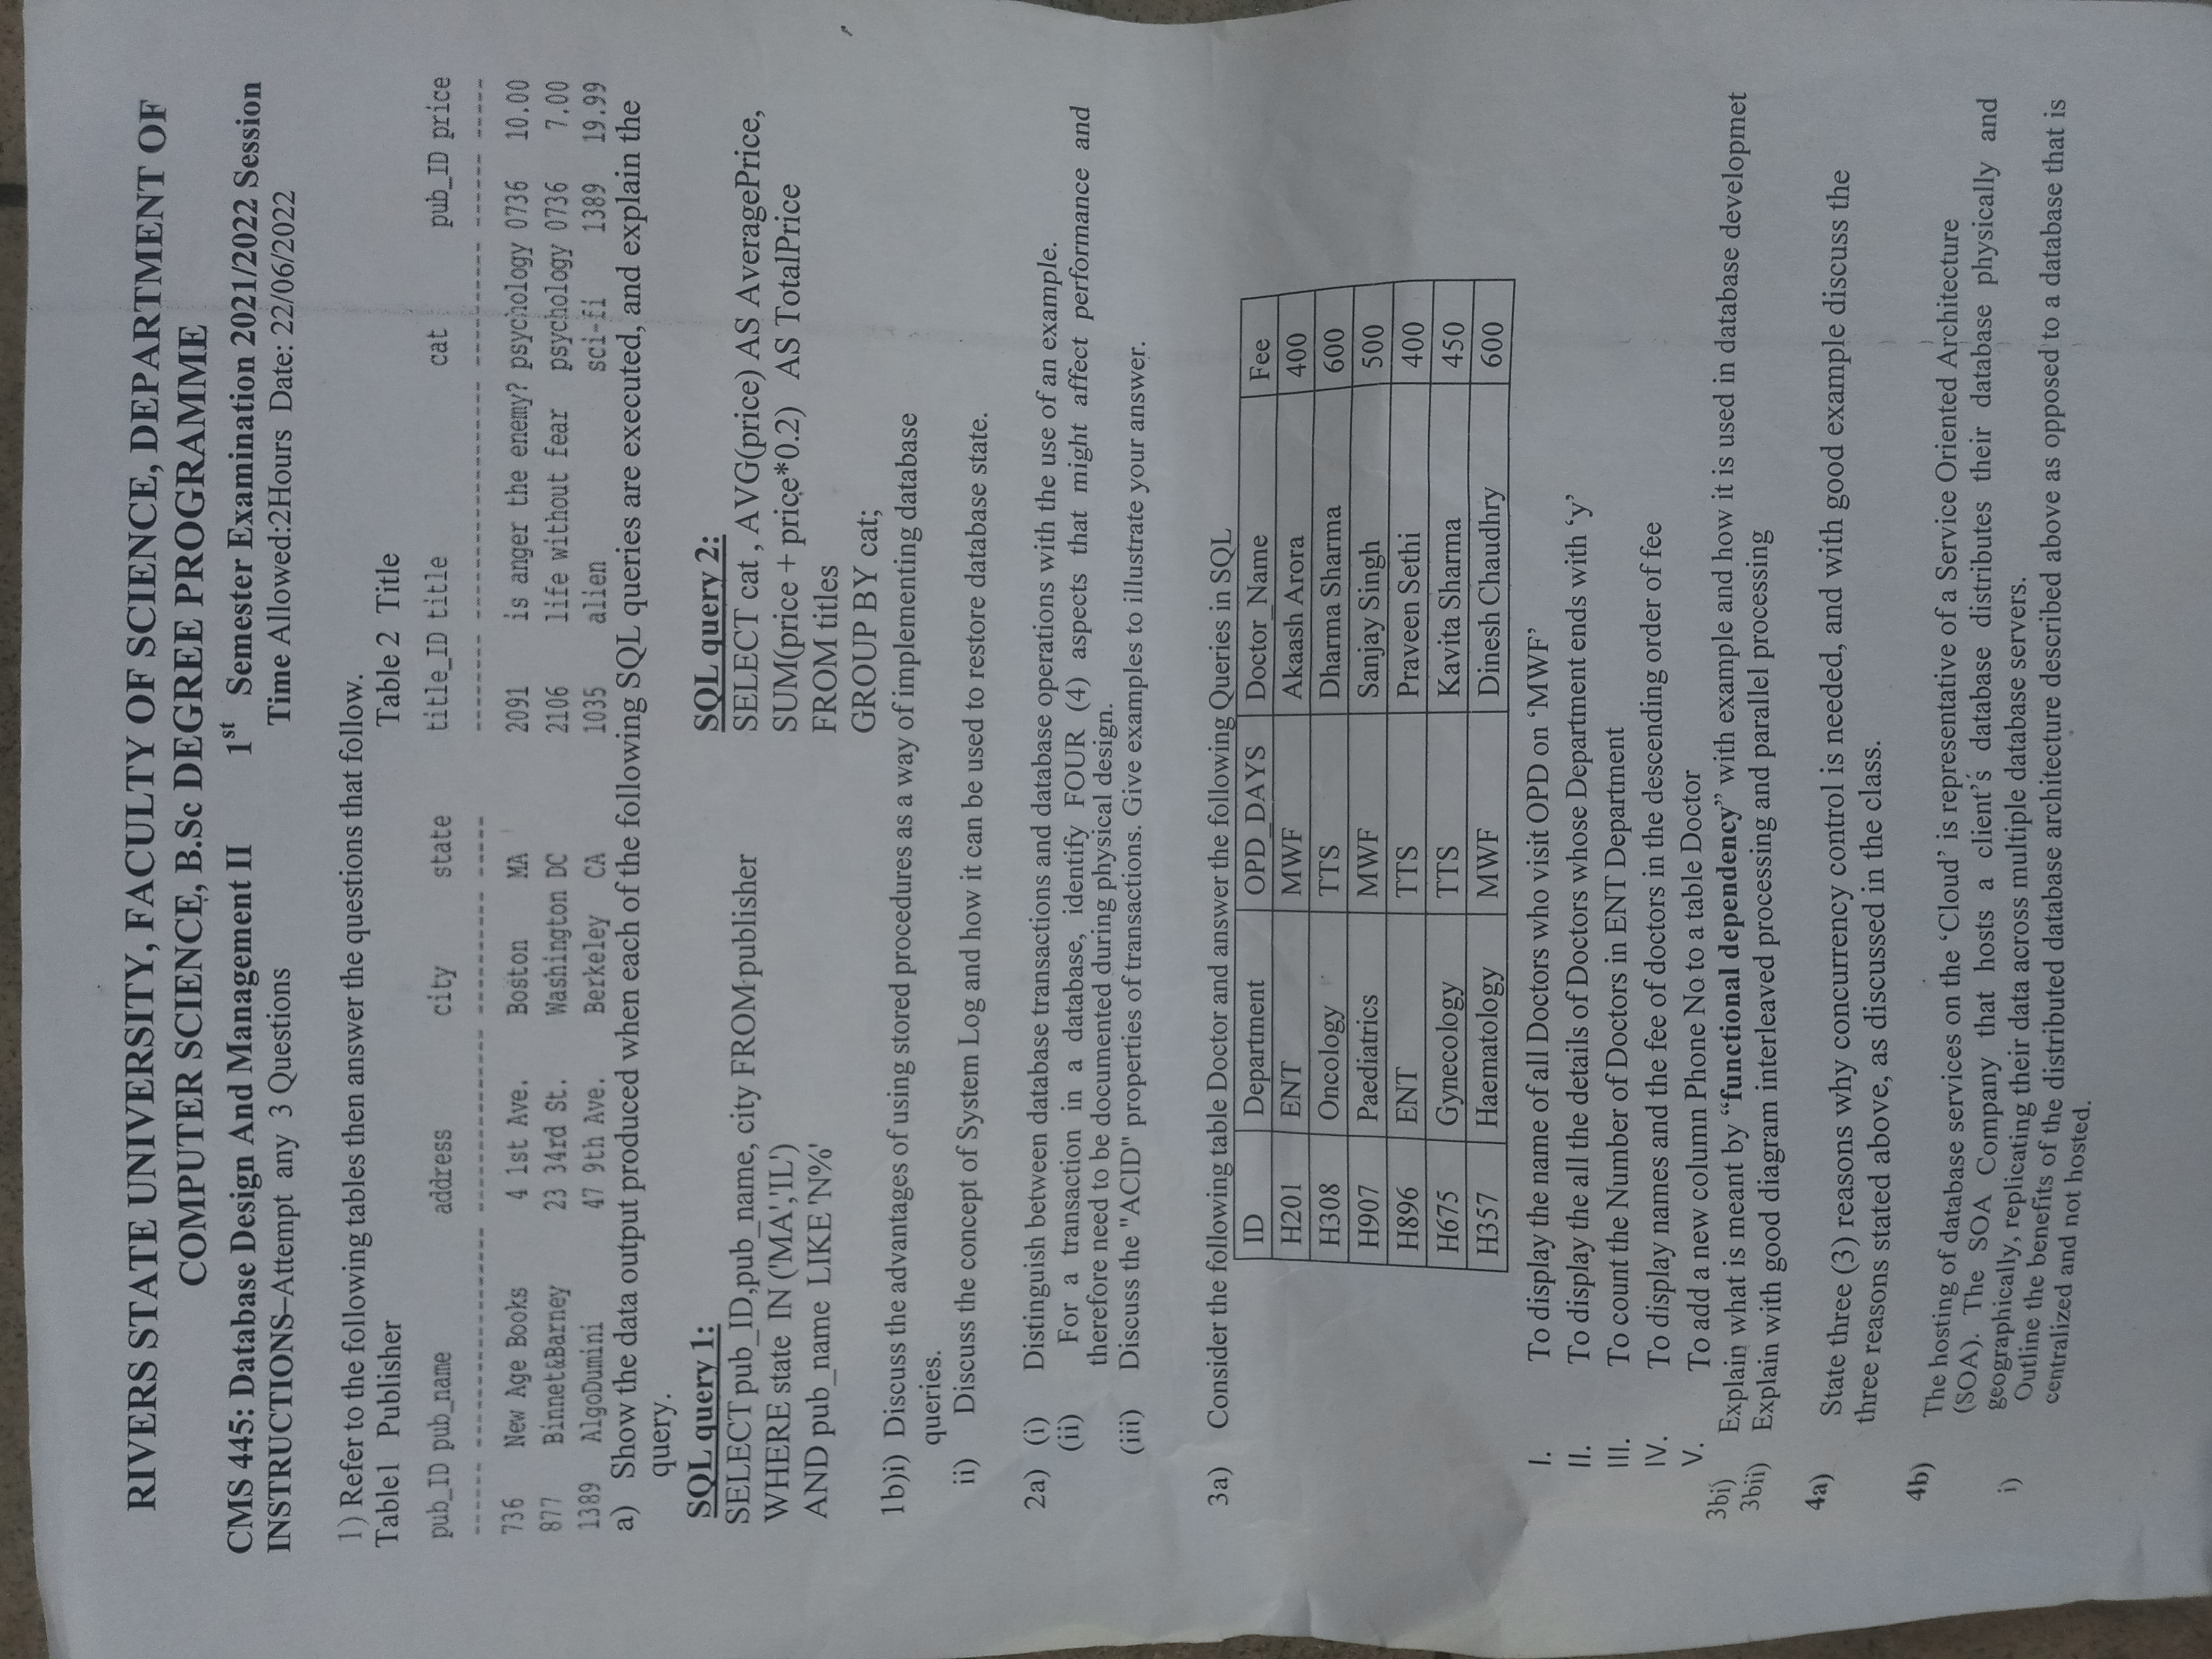 RIVERS STATE UNIVERSITY, FACULTY OF SCIENCE, DEPARTMENT OF
COMPUTER SCIENCE, B.Sc DEGREE PROGRAMME
CMS 445: Database Design And Management II 1st Semester Examination 2021/2022 Session
INSTRUCTIONS–Attempt any 3 Questions Time Allowed:2Hours Date: 22/06/2022
1) Refer to the following tables then answer the questions that follow.
Table1 Publisher Table 2 Title
pub_ID pub_name address city state title_ID title cat pub_ID price
736 New Age Books 4 1st Ave. Boston MA 2091 is anger the enemy? psychology 0736 10.00
877 Binnet&Barney 23 34rd St. Washington DC 2106 life without fear psychology 0736 7.00
1389 AlgoDumini 47 9th Ave. Berkeley CA 1035 alien sci-fi 1389 19.99
a) Show the data output produced when each of the following SQL queries are executed, and explain the
query.
SQL query 1: SQL query 2:
SELECT pub_ID,pub_name, city FROM publisher SELECT cat , AVG(price) AS AveragePrice,
WHERE state IN ('MA','IL') SUM(price + price*0.2) AS TotalPrice
AND pub_name LIKE 'N%' FROM titles
GROUP BY cat;
1b)i) Discuss the advantages of using stored procedures as a way of implementing database
queries.
ii) Discuss the concept of System Log and how it can be used to restore database state.
2a) (i) Distinguish between database transactions and database operations with the use of an example.
(ii) For a transaction in a database, identify FOUR (4) aspects that might affect performance and
therefore need to be documented during physical design.
(iii) Discuss the "ACID" properties of transactions. Give examples to illustrate your answer.
3a) Consider the following table Doctor and answer the following Queries in SQL
ID Department OPD_DAYS Doctor_Name Fee
H201 ENT MWF Akaash Arora 400
H308 Oncology TTS Dharma Sharma 600
H907 Paediatrics MWF Sanjay Singh 500
H896 ENT TTS Praveen Sethi 400
H675 Gynecology TTS Kavita Sharma 450
H357 Haematology MWF Dinesh Chaudhry 600
I. To display the name of all Doctors who visit OPD on ‘MWF’
II. To display the all the details of Doctors whose Department ends with ‘y’
III. To count the Number of Doctors in ENT Department
IV. To display names and the fee of doctors in the descending order of fee
V. To add a new column Phone No to a table Doctor
3bi) Explain what is meant by “functional dependency” with example and how it is used in database developmet
3bii) Explain with good diagram interleaved processing and parallel processing
4a) State three (3) reasons why concurrency control is needed, and with good example discuss the
three reasons stated above, as discussed in the class.
4b) The hosting of database services on the ‘Cloud’ is representative of a Service Oriented Architecture
(SOA). The SOA Company that hosts a client's database distributes their database physically and
geographically, replicating their data across multiple database servers.
i) Outline the benefits of the distributed database architecture described above as opposed to a database that is
centralized and not hosted.